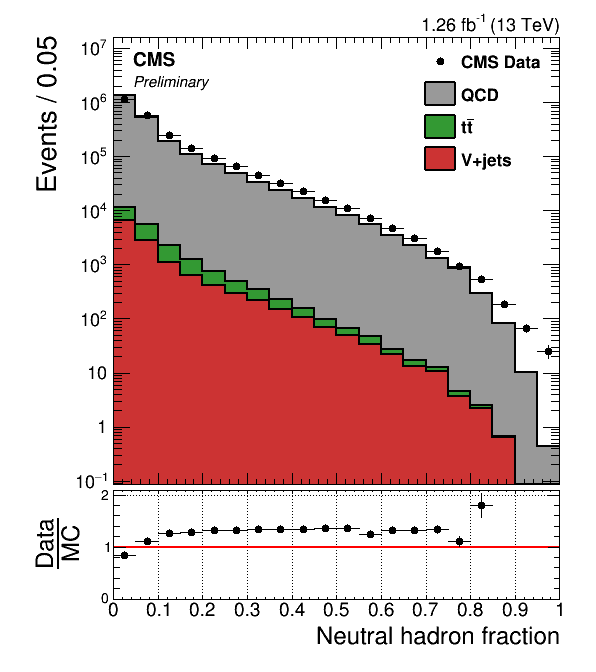 1.26 fb⁻¹ (13 TeV)
CMS
Preliminary
CMS Data
QCD
tt̄
V+jets
Events / 0.05
10⁷
10⁶
10⁵
10⁴
10³
10²
10
1
10⁻¹
Data
MC
2
1
0
0 0.1 0.2 0.3 0.4 0.5 0.6 0.7 0.8 0.9 1
Neutral hadron fraction